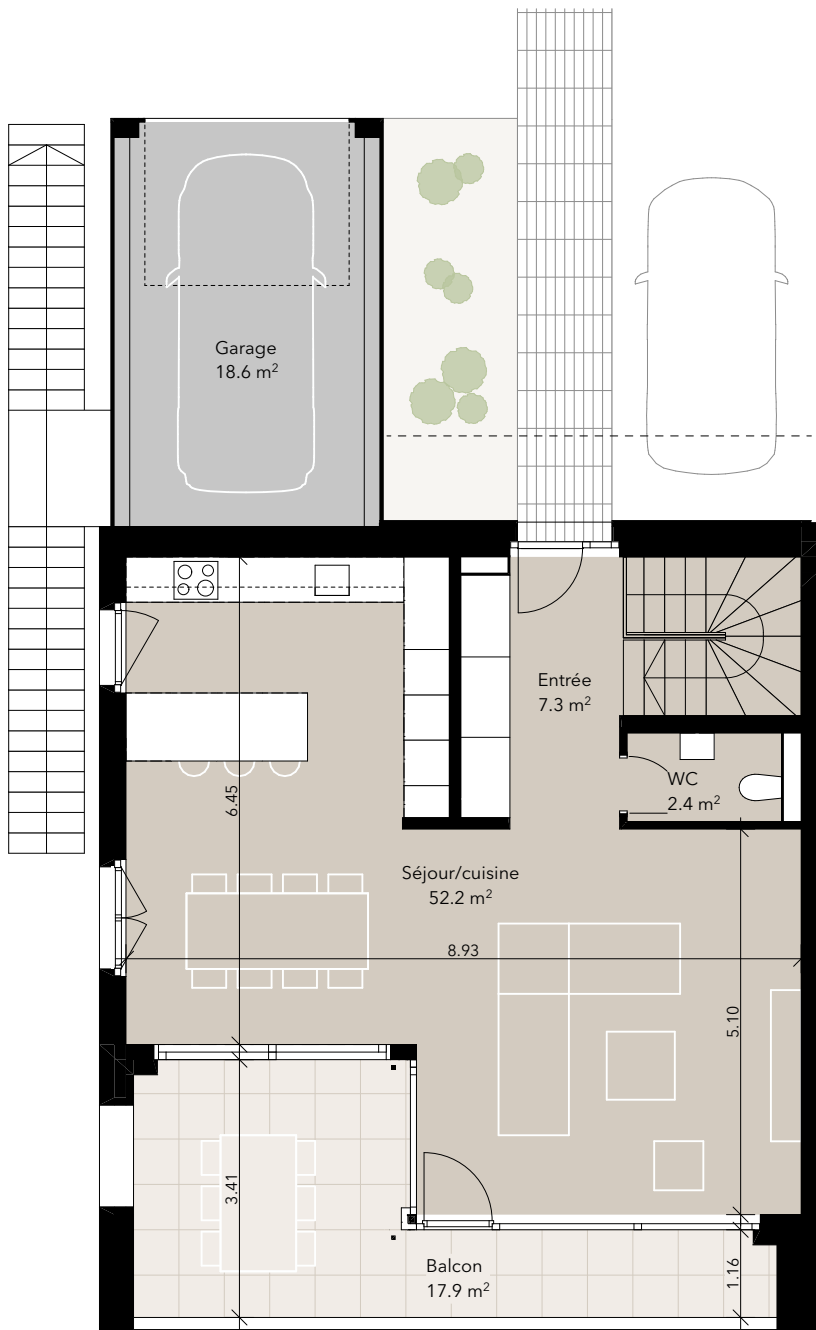 Garage
18.6 m²
Entrée
7.3 m²
WC
2.4 m²
6.45
Séjour/cuisine
52.2 m²
8.93
5.10
3.41
Balcon
17.9 m²
1.16